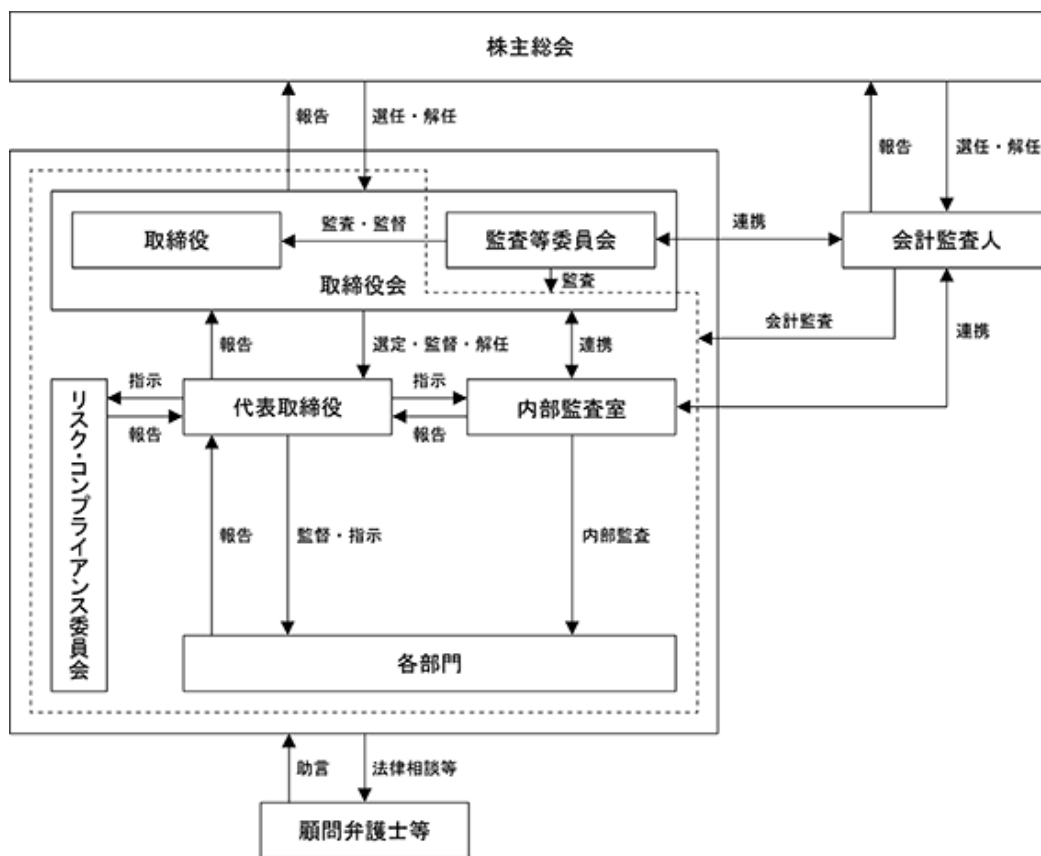 株主総会
報告
選任・解任
報告
選任・解任
取締役
監査・監督
監査等委員会
連携
会計監査人
取締役会
監査
会計監査
連携
報告
選定・監督・解任
連携
指示
代表取締役
指示
内部監査室
報告
報告
リスク・コンプライアンス委員会
報告
監督・指示
内部監査
各部門
助言
法律相談等
顧問弁護士等